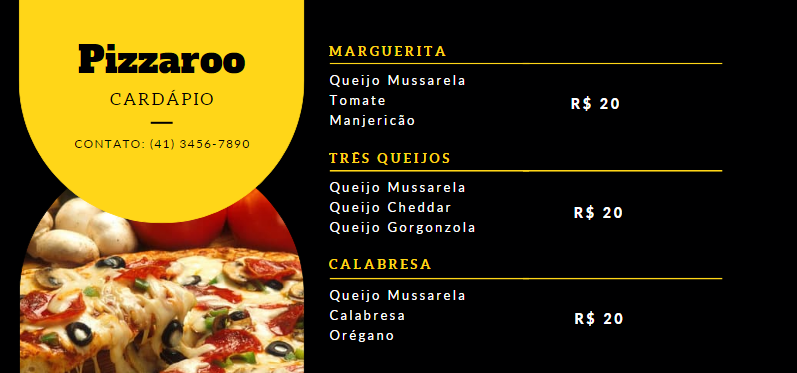 Pizzaroo
CARDÁPIO
CONTATO: (41) 3456-7890
MARGUERITA
Queijo Mussarela
Tomate
Manjericão
R$ 20
TRÊS QUEIJOS
Queijo Mussarela
Queijo Cheddar
Queijo Gorgonzola
R$ 20
CALABRESA
Queijo Mussarela
Calabresa
Orégano
R$ 20